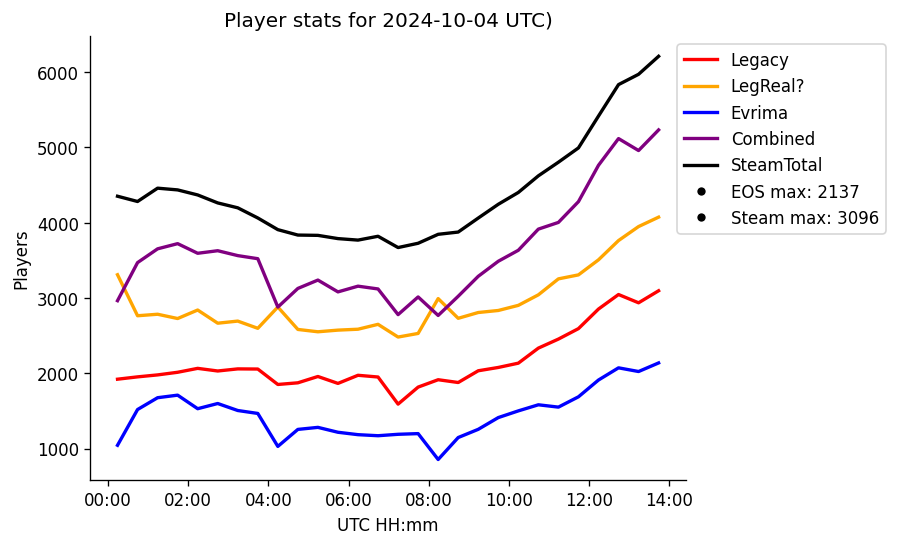 Player stats for 2024-10-04 UTC)
6000
5000
4000
3000
2000
1000
Players
00:00 02:00 04:00 06:00 08:00 10:00 12:00 14:00
UTC HH:mm
Legacy
LegReal?
Evrima
Combined
SteamTotal
EOS max: 2137
Steam max: 3096